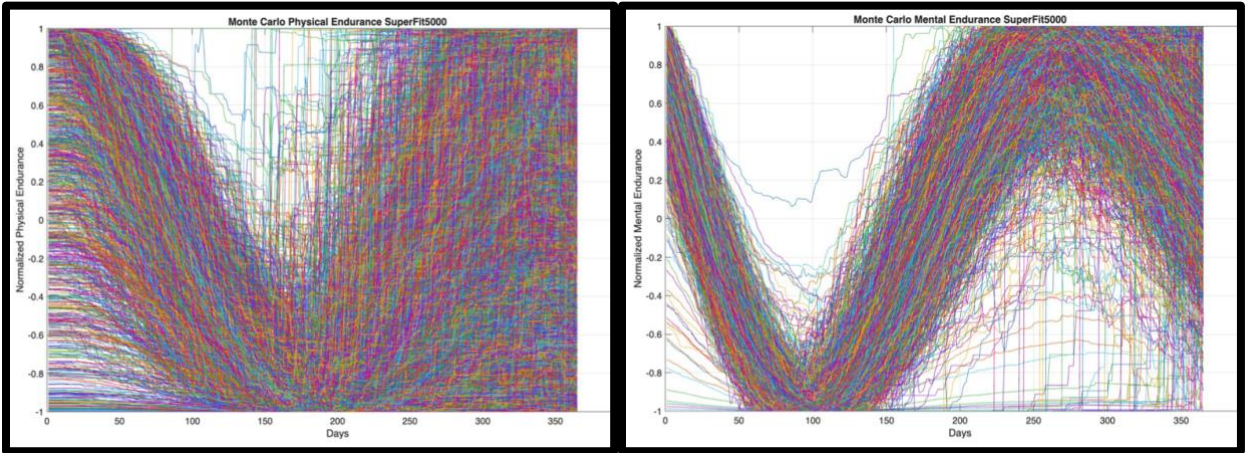 Monte Carlo Physical Endurance SuperFit5000
1
0.8
0.6
0.4
0.2
0
-0.2
-0.4
-0.6
-0.8
-1
Normalized Physical Endurance
0 50 100 150 200 250 300 350
Days
Monte Carlo Mental Endurance SuperFit5000
1
0.8
0.6
0.4
0.2
0
-0.2
-0.4
-0.6
-0.8
-1
Normalized Mental Endurance
0 50 100 150 200 250 300 350
Days